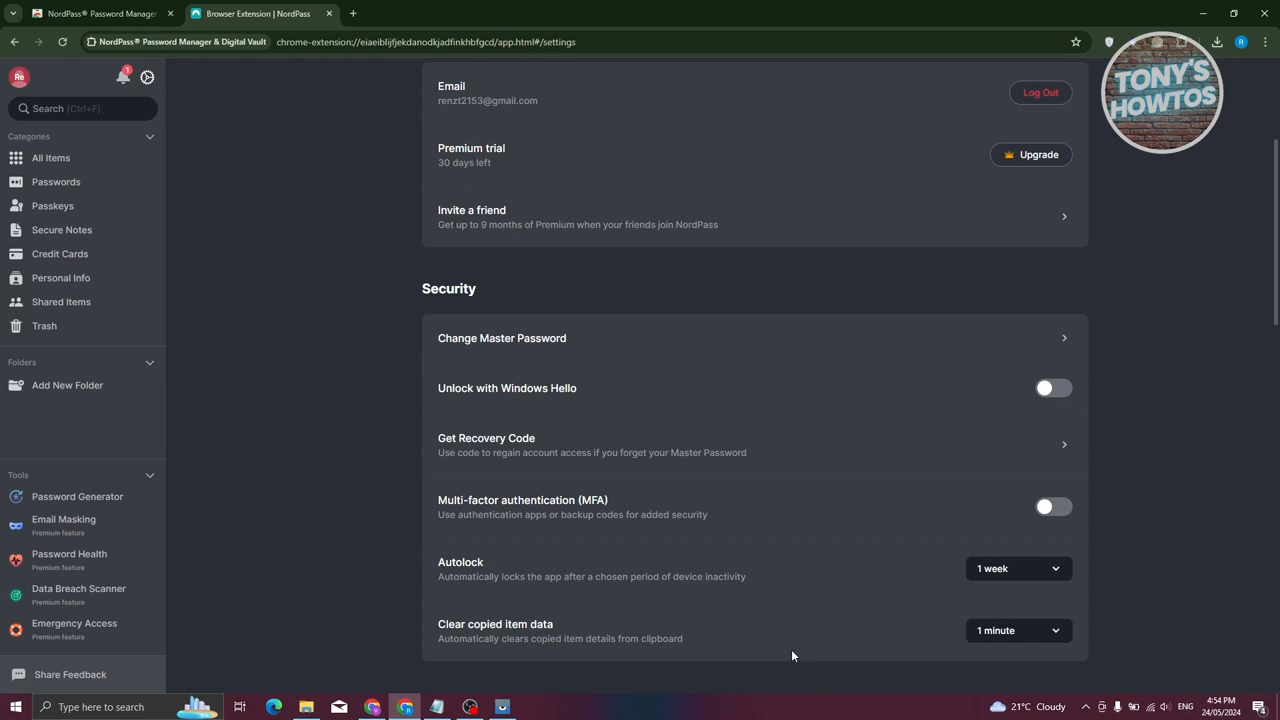 NordPass® Password Manager
Browser Extension | NordPass
NordPass® Password Manager & Digital Vault
chrome-extension://eiaeiblijfjekdanodkjadfinkhbfgcd/app.html#/settings
R
TONY'S
HOWTOS
Re
1
Search (Ctrl+F)
Categories
All Items
Passwords
Passkeys
Secure Notes
Credit Cards
Personal Info
Shared Items
Trash
Folders
Add New Folder
Tools
Password Generator
Email Masking
Premium feature
Password Health
Premium feature
Data Breach Scanner
Premium feature
Emergency Access
Premium feature
Share Feedback
Email
renzt2153@gmail.com
Log Out
Premium trial
30 days left
Upgrade
Invite a friend
Get up to 9 months of Premium when your friends join NordPass
Security
Change Master Password
Unlock with Windows Hello
Get Recovery Code
Use code to regain account access if you forget your Master Password
Multi-factor authentication (MFA)
Use authentication apps or backup codes for added security
Autolock
Automatically locks the app after a chosen period of device inactivity
1 week
Clear copied item data
Automatically clears copied item details from clipboard
1 minute
Type here to search
21°C Cloudy
4:54 PM
24/05/2024